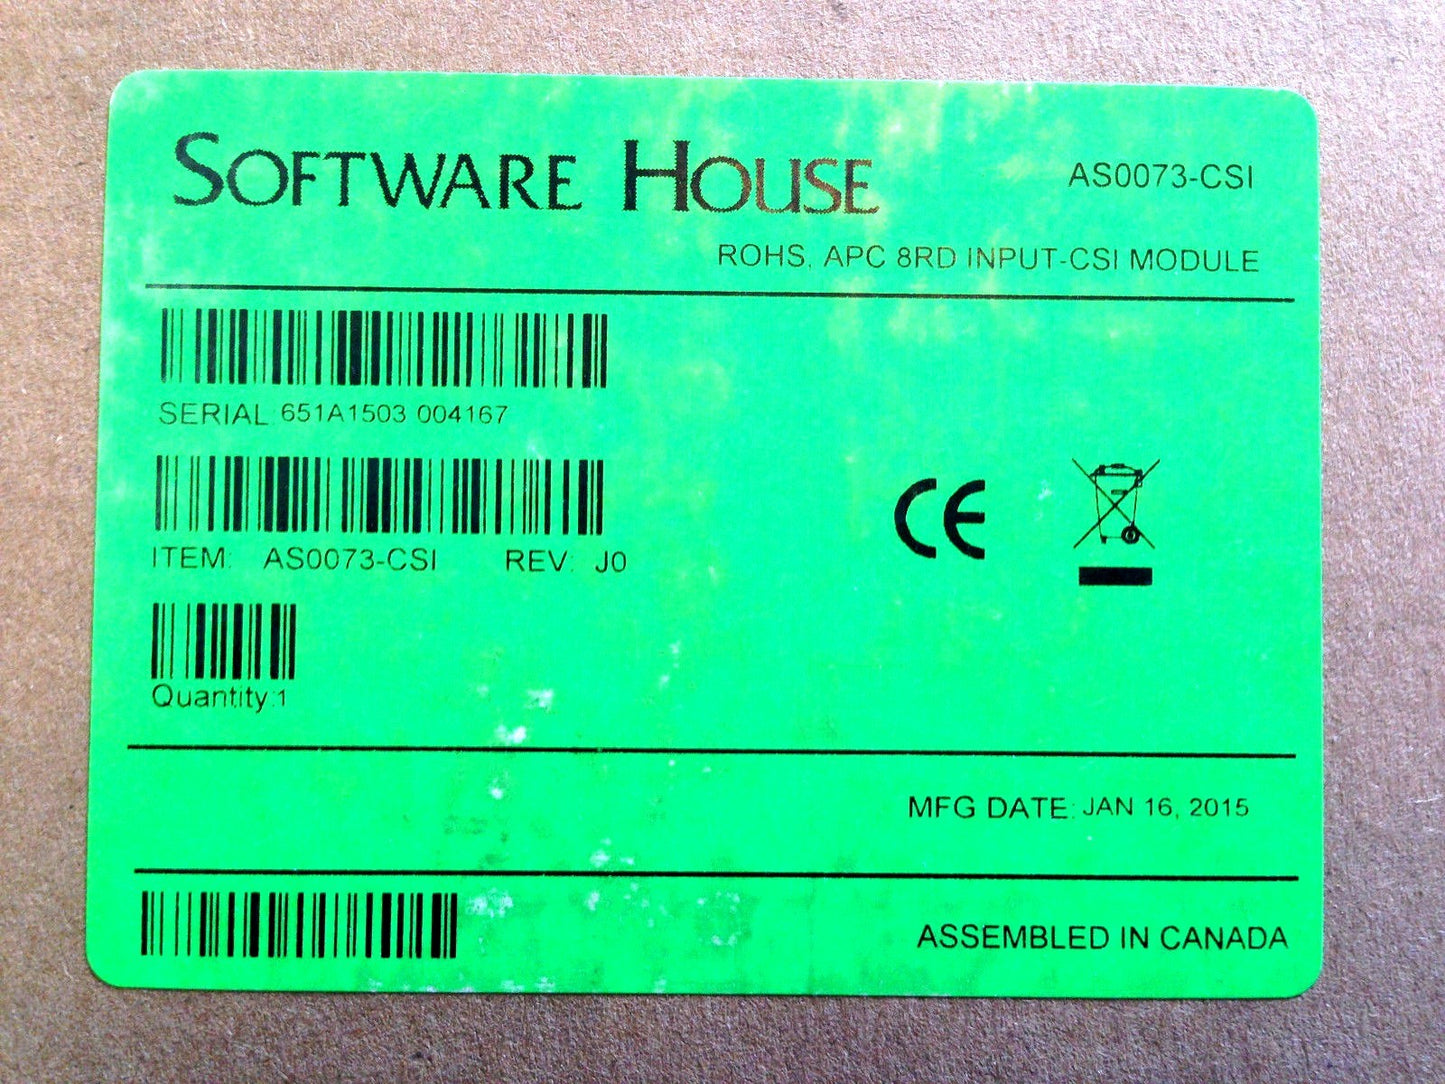 SOFTWARE HOUSE
AS0073-CSI
ROHS, APC 8RD INPUT-CSI MODULE
SERIAL: 651A1503 004167
ITEM: AS0073-CSI REV: J0
CE
Quantity:1
MFG DATE: JAN 16, 2015
ASSEMBLED IN CANADA